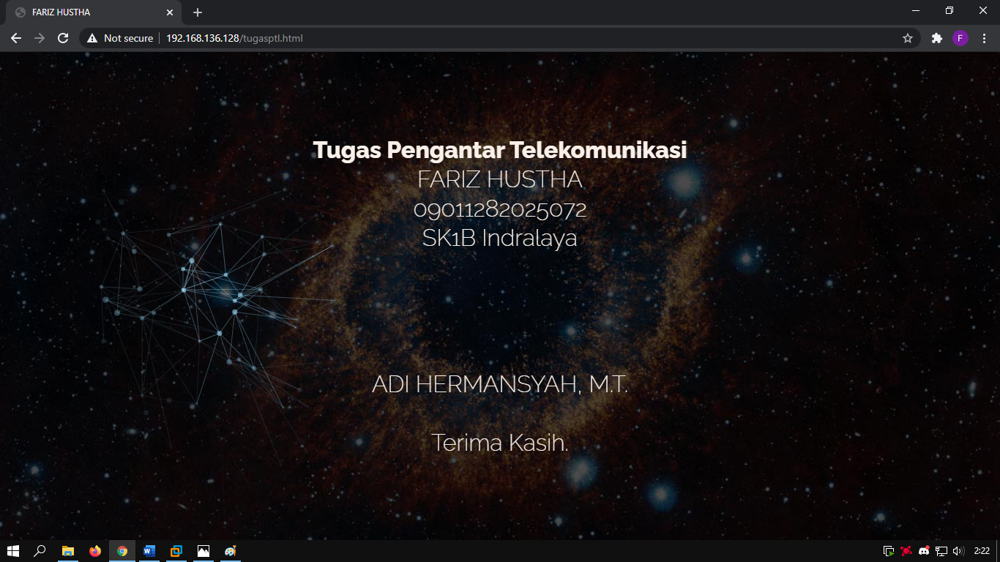 FARIZ HUSTHA
Not secure
192.168.136.128/tugasptl.html
F
Tugas Pengantar Telekomunikasi
FARIZ HUSTHA
09011282025072
SK1B Indralaya
ADI HERMANSYAH, M.T.
Terima Kasih.
2:22